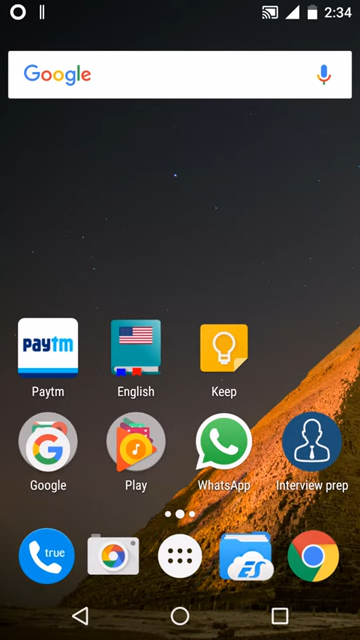 2:34
Google
paytm
Paytm
English
Keep
G
Google
Play
WhatsApp
Interview prep
true
ES